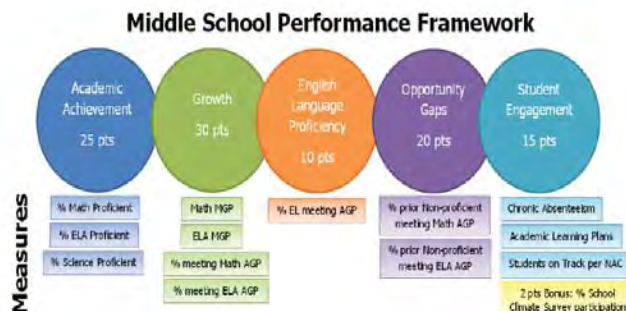 Middle School Performance Framework
Academic
Achievement
25 pts
Growth
30 pts
English
Language
Proficiency
10 pts
Opportunity
Gaps
20 pts
Student
Engagement
15 pts
Measures
% Math Proficient
% ELA Proficient
% Science Proficient
Math MGP
ELA MGP
% meeting Math AGP
% meeting ELA AGP
% EL meeting AGP
% prior Non-proficient
meeting Math AGP
% prior Non-proficient
meeting ELA AGP
Chronic Absenteeism
Academic Learning Plans
Students on Track per NAC
2 pts Bonus: % School
Climate Survey participation